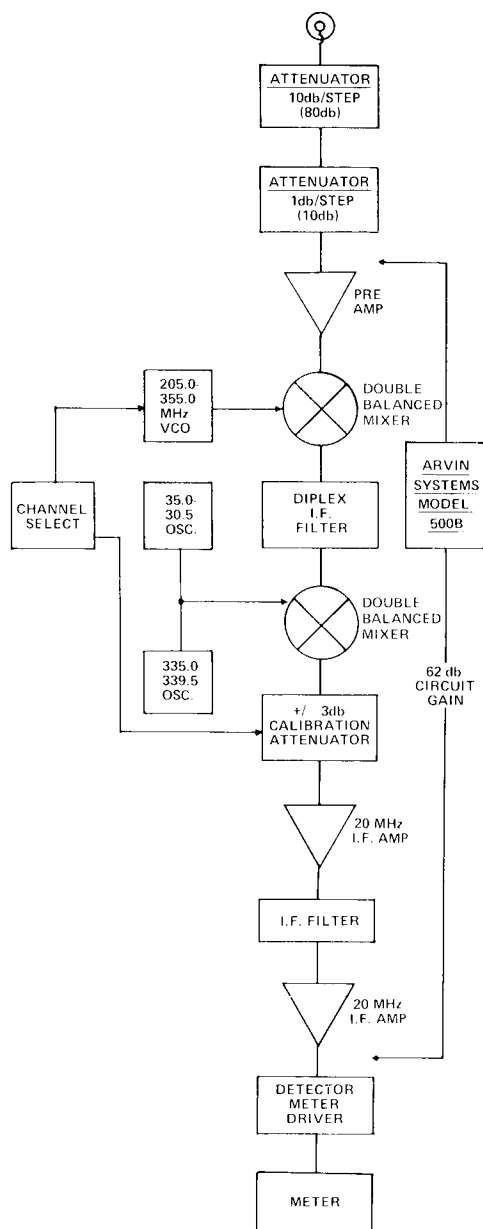 ATTENUATOR
10db/STEP
(80db)
ATTENUATOR
1db/STEP
(10db)
PRE
AMP
205.0-
355.0
MHz
VCO
DOUBLE
BALANCED
MIXER
ARVIN
SYSTEMS
MODEL
500B
CHANNEL
SELECT
35.0-
30.5
OSC.
DIPLEX
I.F.
FILTER
DOUBLE
BALANCED
MIXER
335.0
339.5
OSC.
62 db
CIRCUIT
GAIN
+/ 3db
CALIBRATION
ATTENUATOR
20 MHz
I.F. AMP
I.F. FILTER
20 MHz
I.F. AMP
DETECTOR
METER
DRIVER
METER